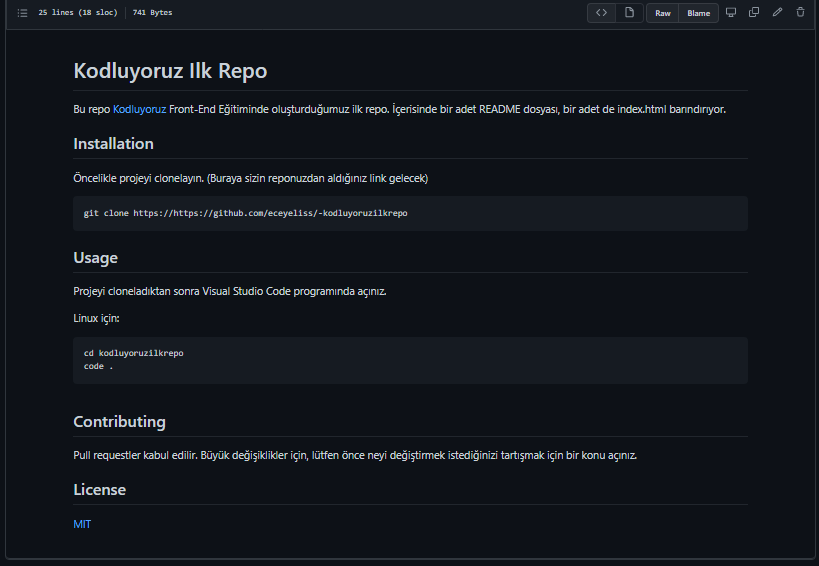 25 lines (18 sloc) 741 Bytes
Raw Blame
Kodluyoruz Ilk Repo
Bu repo Kodluyoruz Front-End Eğitiminde oluşturduğumuz ilk repo. İçerisinde bir adet README dosyası, bir adet de index.html barındırıyor.
Installation
Öncelikle projeyi clonelayın. (Buraya sizin reponuzdan aldığınız link gelecek)
git clone https://https://github.com/eceyeliss/-kodluyoruzilkrepo
Usage
Projeyi cloneladıktan sonra Visual Studio Code programında açınız.
Linux için:
cd kodluyoruzilkrepo
code .
Contributing
Pull requestler kabul edilir. Büyük değişiklikler için, lütfen önce neyi değiştirmek istediğinizi tartışmak için bir konu açınız.
License
MIT